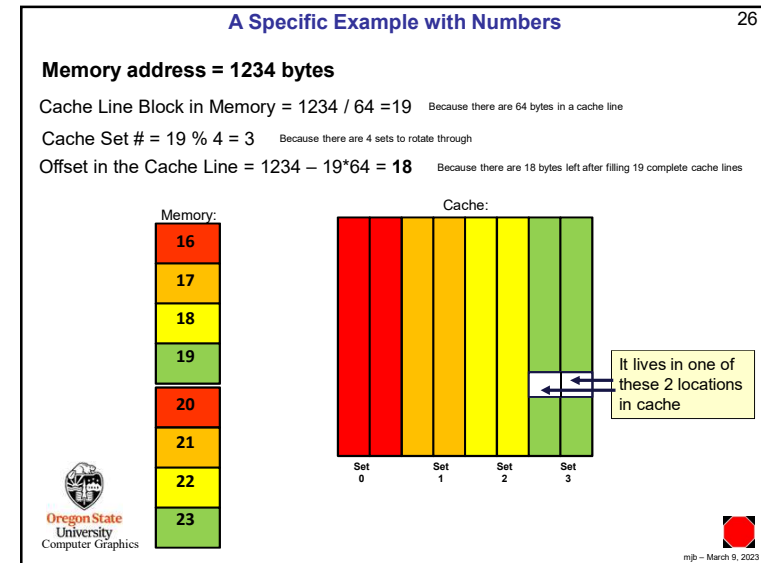 A Specific Example with Numbers
26
Memory address = 1234 bytes
Cache Line Block in Memory = 1234 / 64 =19 Because there are 64 bytes in a cache line
Cache Set # = 19 % 4 = 3 Because there are 4 sets to rotate through
Offset in the Cache Line = 1234 – 19*64 = 18 Because there are 18 bytes left after filling 19 complete cache lines
Memory:
16
17
18
19
20
21
22
23
Cache:
Set
0
Set
1
Set
2
Set
3
It lives in one of
these 2 locations
in cache
Oregon State
University
Computer Graphics
mjb – March 9, 2023